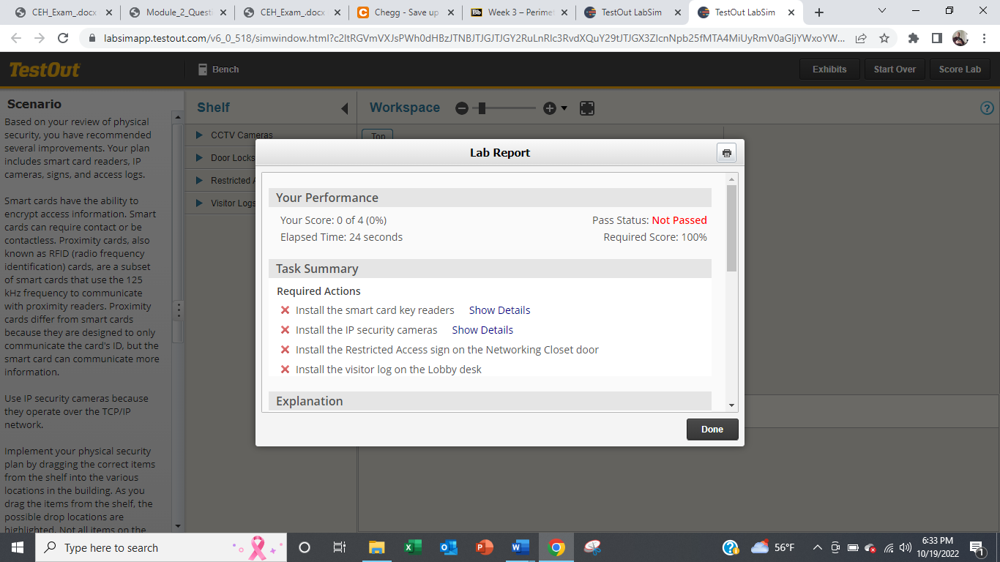 CEH_Exam_.docx
Module_2_Quest
CEH_Exam_.docx
Chegg - Save up
Bb
Week 3 – Perime
TestOut LabSim
TestOut LabSim
TestOut
Bench
Exhibits
Start Over
Score Lab
Scenario
Based on your review of physical
security, you have recommended
several improvements. Your plan
includes smart card readers, IP
cameras, signs, and access logs.
Smart cards have the ability to
encrypt access information. Smart
cards can require contact or be
contactless. Proximity cards, also
known as RFID (radio frequency
identification) cards, are a subset
of smart cards that use the 125
kHz frequency to communicate
with proximity readers. Proximity
cards differ from smart cards
because they are designed to only
communicate the card's ID, but the
smart card can communicate more
information.
Use IP security cameras because
they operate over the TCP/IP
network.
Implement your physical security
plan by dragging the correct items
from the shelf into the various
locations in the building. As you
drag the items from the shelf, the
possible drop locations are
highlighted. Not all items on the
Shelf
CCTV Cameras
Door Locks
Restricted A
Visitor Logs
Workspace
Top
Lab Report
Your Performance
Your Score: 0 of 4 (0%)
Pass Status: Not Passed
Elapsed Time: 24 seconds
Required Score: 100%
Task Summary
Required Actions
Install the smart card key readers Show Details
Install the IP security cameras Show Details
Install the Restricted Access sign on the Networking Closet door
Install the visitor log on the Lobby desk
Explanation
Done
Type here to search
56°F
6:33 PM
10/19/2022
1